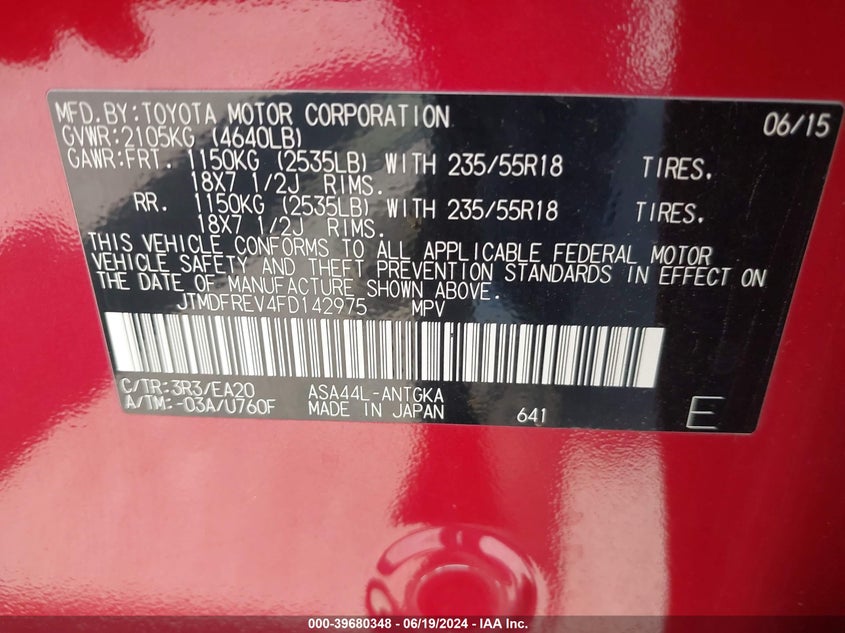 MFD.BY:TOYOTA MOTOR CORPORATION 06/15
GVWR:2105KG (4640LB)
GAWR:FRT. 1150KG (2535LB) WITH 235/55R18 TIRES.
18X7 1/2J RIMS.
RR. 1150KG (2535LB) WITH 235/55R18 TIRES.
18X7 1/2J RIMS.
THIS VEHICLE CONFORMS TO ALL APPLICABLE FEDERAL MOTOR
VEHICLE SAFETY AND THEFT PREVENTION STANDARDS IN EFFECT ON
THE DATE OF MANUFACTURE SHOWN ABOVE.
JTMDFREV4FD142975 MPV
C/TR:3R3/EA20 ASA44L-ANTGKA
A/TM:-03A/U760F MADE IN JAPAN 641 E
000-39680348 - 06/19/2024 - IAA Inc.